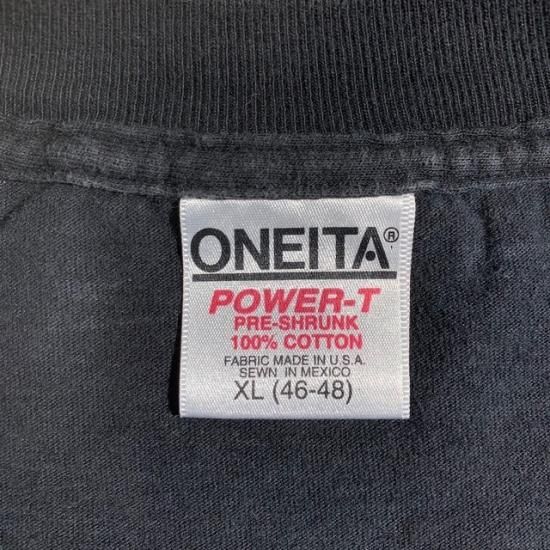 ONEITA®
POWER-T
PRE-SHRUNK
100% COTTON
FABRIC MADE IN U.S.A.
SEWN IN MEXICO
XL (46-48)